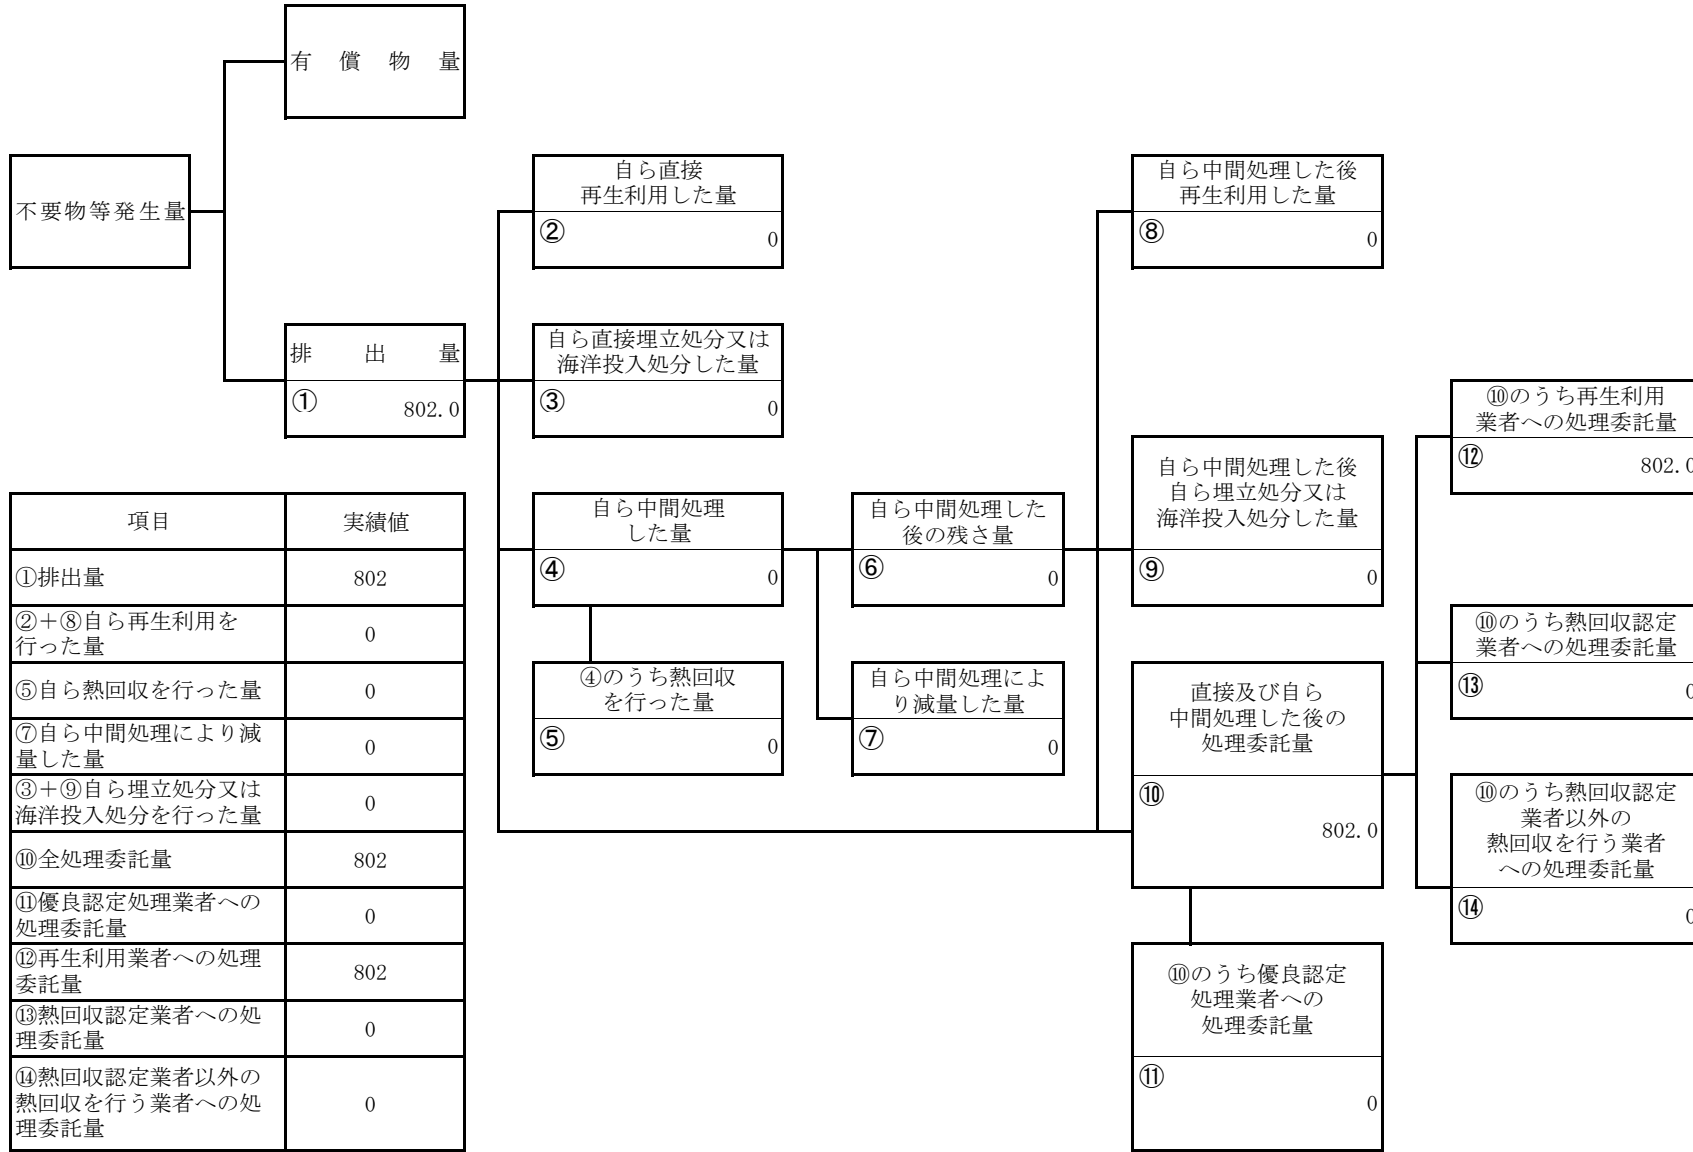 有償物量
不要物等発生量
排出量
① 802.0
自ら直接
再生利用した量
② 0
自ら直接埋立処分又は
海洋投入処分した量
③ 0
自ら中間処理
した量
④ 0
④のうち熱回収
を行った量
⑤ 0
自ら中間処理した
後の残さ量
⑥ 0
自ら中間処理によ
り減量した量
⑦ 0
自ら中間処理した後
再生利用した量
⑧ 0
自ら中間処理した後
自ら埋立処分又は
海洋投入処分した量
⑨ 0
直接及び自ら
中間処理した後の
処理委託量
⑩
802.0
⑩のうち優良認定
処理業者への
処理委託量
⑪
0
⑩のうち再生利用
業者への処理委託量
⑫ 802.0
⑩のうち熱回収認定
業者への処理委託量
⑬ 0
⑩のうち熱回収認定
業者以外の
熱回収を行う業者
への処理委託量
⑭ 0
項目 実績値
①排出量 802
②+⑧自ら再生利用を
行った量 0
⑤自ら熱回収を行った量 0
⑦自ら中間処理により減
量した量 0
③+⑨自ら埋立処分又は
海洋投入処分を行った量 0
⑩全処理委託量 802
⑪優良認定処理業者への
処理委託量 0
⑫再生利用業者への処理
委託量 802
⑬熱回収認定業者への処
理委託量 0
⑭熱回収認定業者以外の
熱回収を行う業者への処 0
理委託量